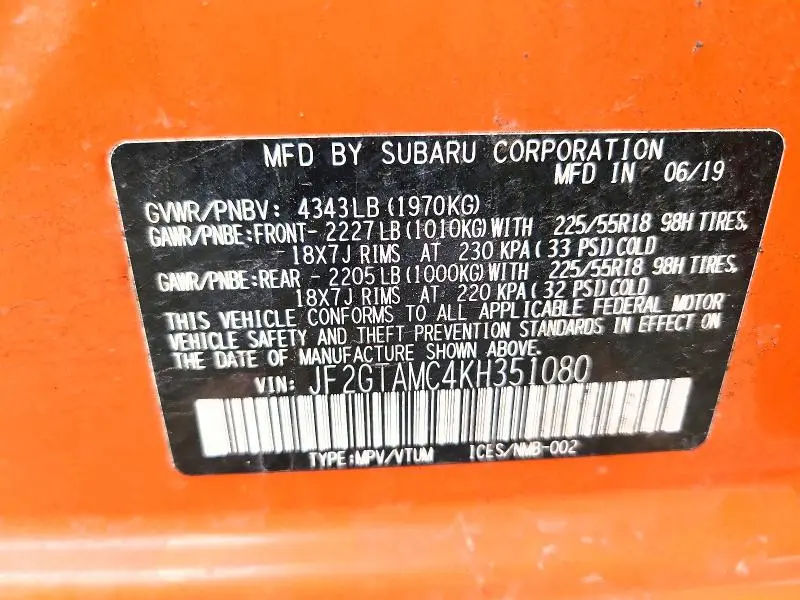 MFD BY SUBARU CORPORATION
MFD IN 06/19
GVWR/PNBV: 4343LB (1970KG)
GAWR/PNBE:FRONT- 2227LB (1010KG) WITH 225/55R18 98H TIRES,
18X7J RIMS AT 230 KPA ( 33 PSI) COLD
GAWR/PNBE:REAR - 2205LB (1000KG) WITH 225/55R18 98H TIRES,
18X7J RIMS AT 220 KPA ( 32 PSI) COLD
THIS VEHICLE CONFORMS TO ALL APPLICABLE FEDERAL MOTOR
VEHICLE SAFETY AND THEFT PREVENTION STANDARDS IN EFFECT ON
THE DATE OF MANUFACTURE SHOWN ABOVE.
VIN: JF2GTAMC4KH351080
TYPE:MPV/VTUM ICES/NMB-002